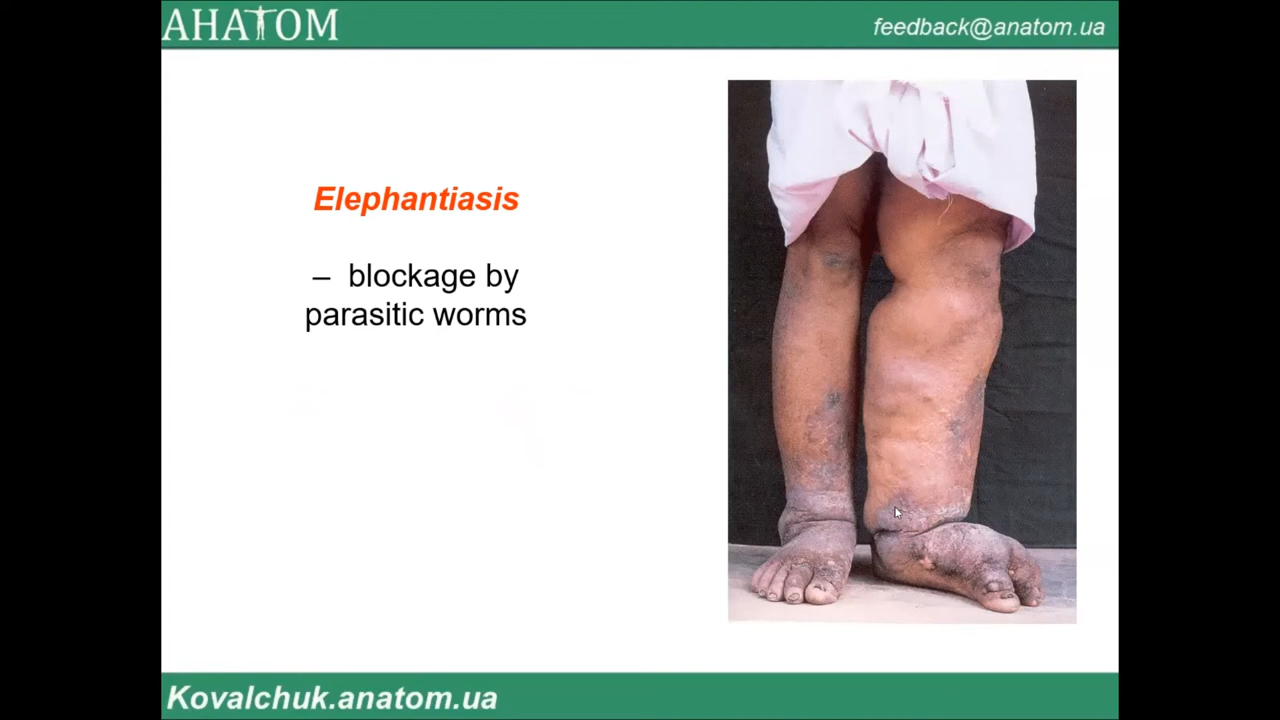 АНАТОМ
feedback@anatom.ua
Elephantiasis
– blockage by
parasitic worms
Kovalchuk.anatom.ua